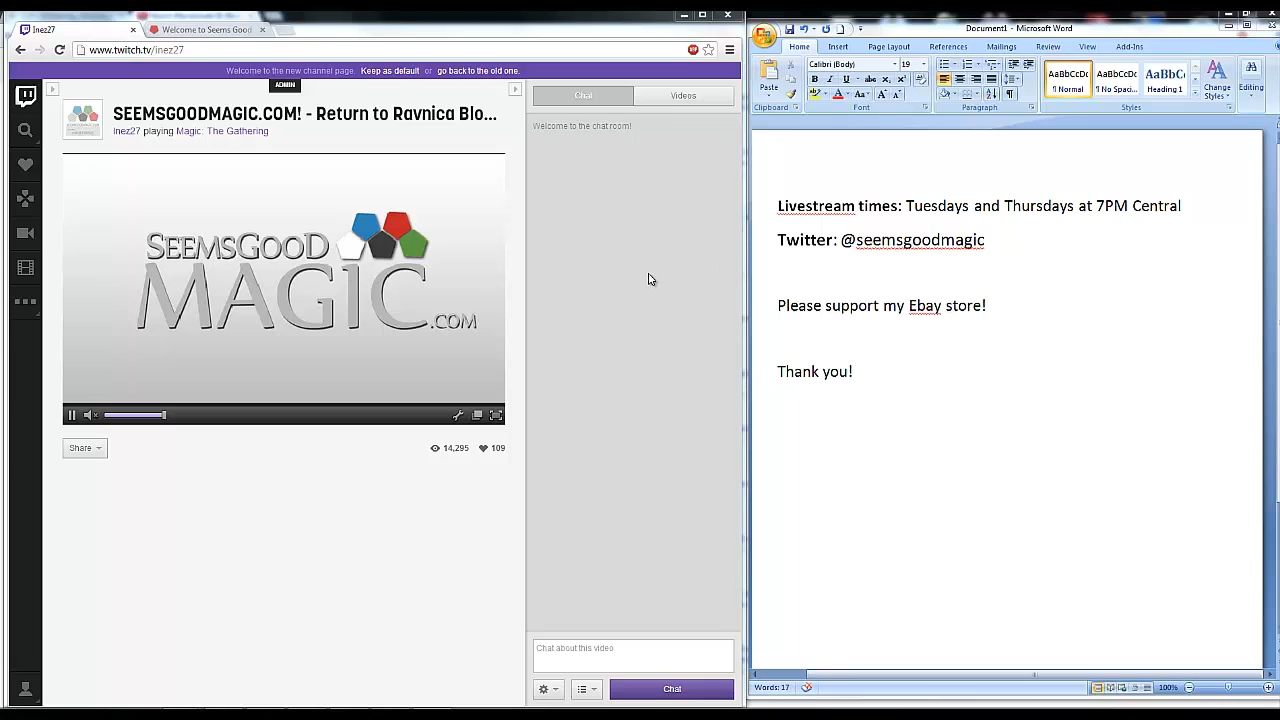 Inez27
Welcome to Seems Good
www.twitch.tv/inez27
Welcome to the new channel page. Keep as default or go back to the old one.
ADMIN
SEEMSGOODMAGIC.COM! - Return to Ravnica Blo...
Inez27 playing Magic: The Gathering
SEEMSGOOD
MAGIC.COM
Share
14,295
109
Chat
Videos
Welcome to the chat room!
Chat about this video
Chat
Document1 - Microsoft Word
Home Insert Page Layout References Mailings Review View Add-Ins
Calibri (Body) 19
Paste
AaBbCcDc AaBbCcDc AaBbCc
¶ Normal ¶ No Spaci... Heading 1
Change Styles
Editing
Clipboard Font Paragraph Styles
Livestream times: Tuesdays and Thursdays at 7PM Central
Twitter: @seemsgoodmagic
Please support my Ebay store!
Thank you!
Words: 17
100%